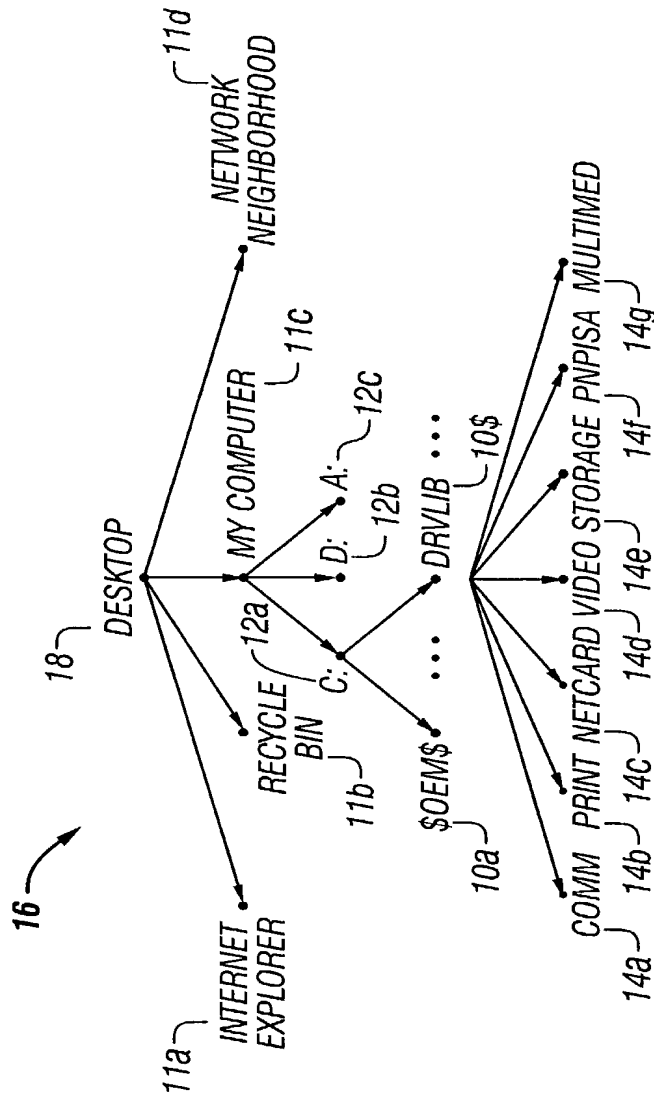 16
18
DESKTOP
11a
INTERNET
EXPLORER
RECYCLE
BIN
11b
MY COMPUTER
11c
NETWORK
NEIGHBORHOOD
11d
12a
C:
D:
12b
A:
12c
$OEM$
10a
...
DRVLIB
10$
...
COMM
14a
PRINT
14b
NETCARD
14c
VIDEO
14d
STORAGE
14e
PNPISA
14f
MULTIMED
14g